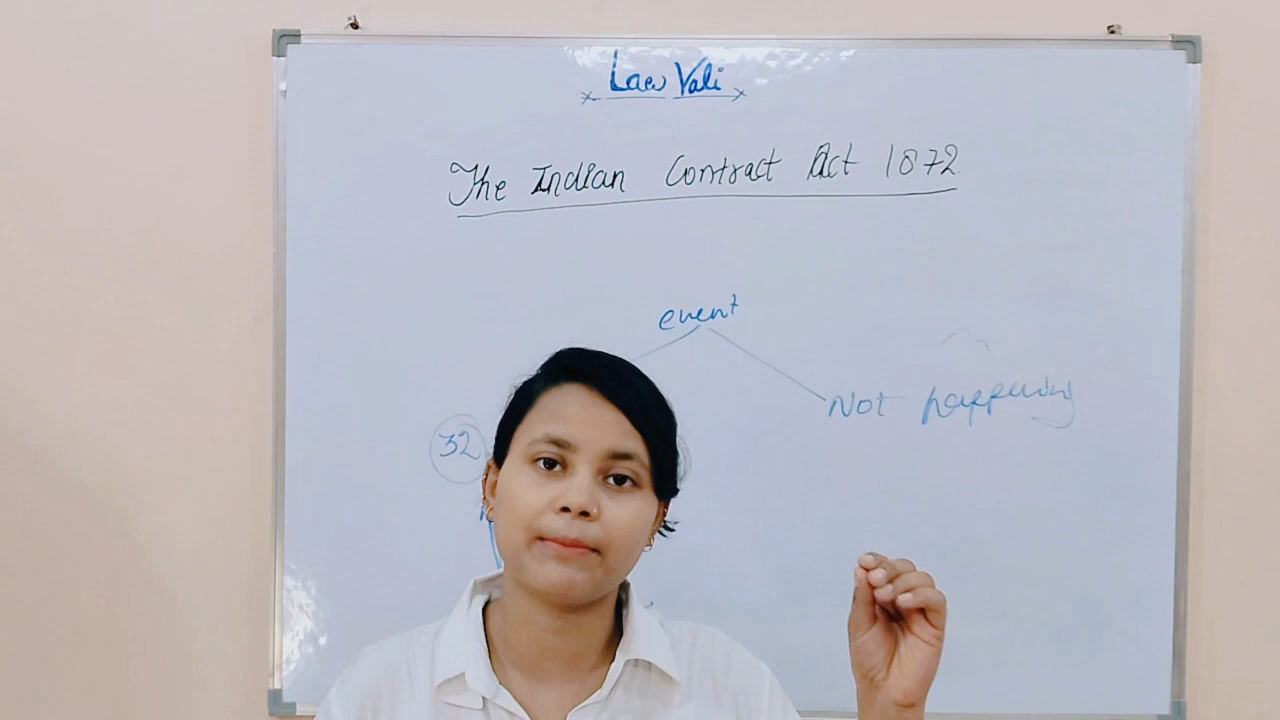 Law Vali
The Indian Contract Act 1872
event
Not happening
32